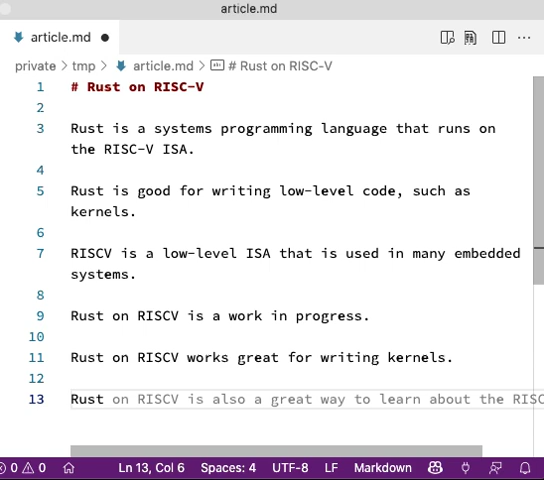 article.md
article.md
private > tmp > article.md > # Rust on RISC-V
1 # Rust on RISC-V
2
3 Rust is a systems programming language that runs on
the RISC-V ISA.
4
5 Rust is good for writing low-level code, such as
kernels.
6
7 RISCV is a low-level ISA that is used in many embedded
systems.
8
9 Rust on RISCV is a work in progress.
10
11 Rust on RISCV works great for writing kernels.
12
13 Rust on RISCV is also a great way to learn about the RISC
0 0 Ln 13, Col 6 Spaces: 4 UTF-8 LF Markdown